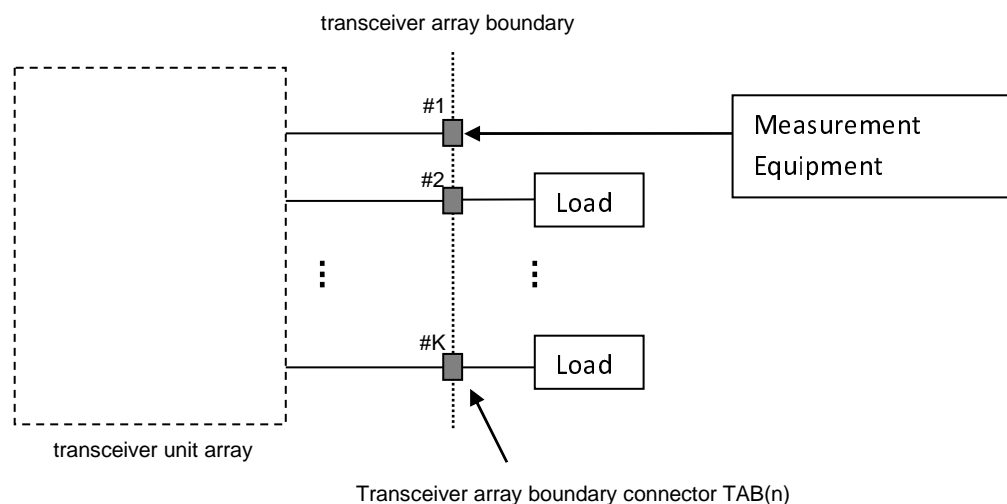 transceiver array boundary
#1
Measurement
Equipment
#2
Load
#K
Load
transceiver unit array
Transceiver array boundary connector TAB(n)